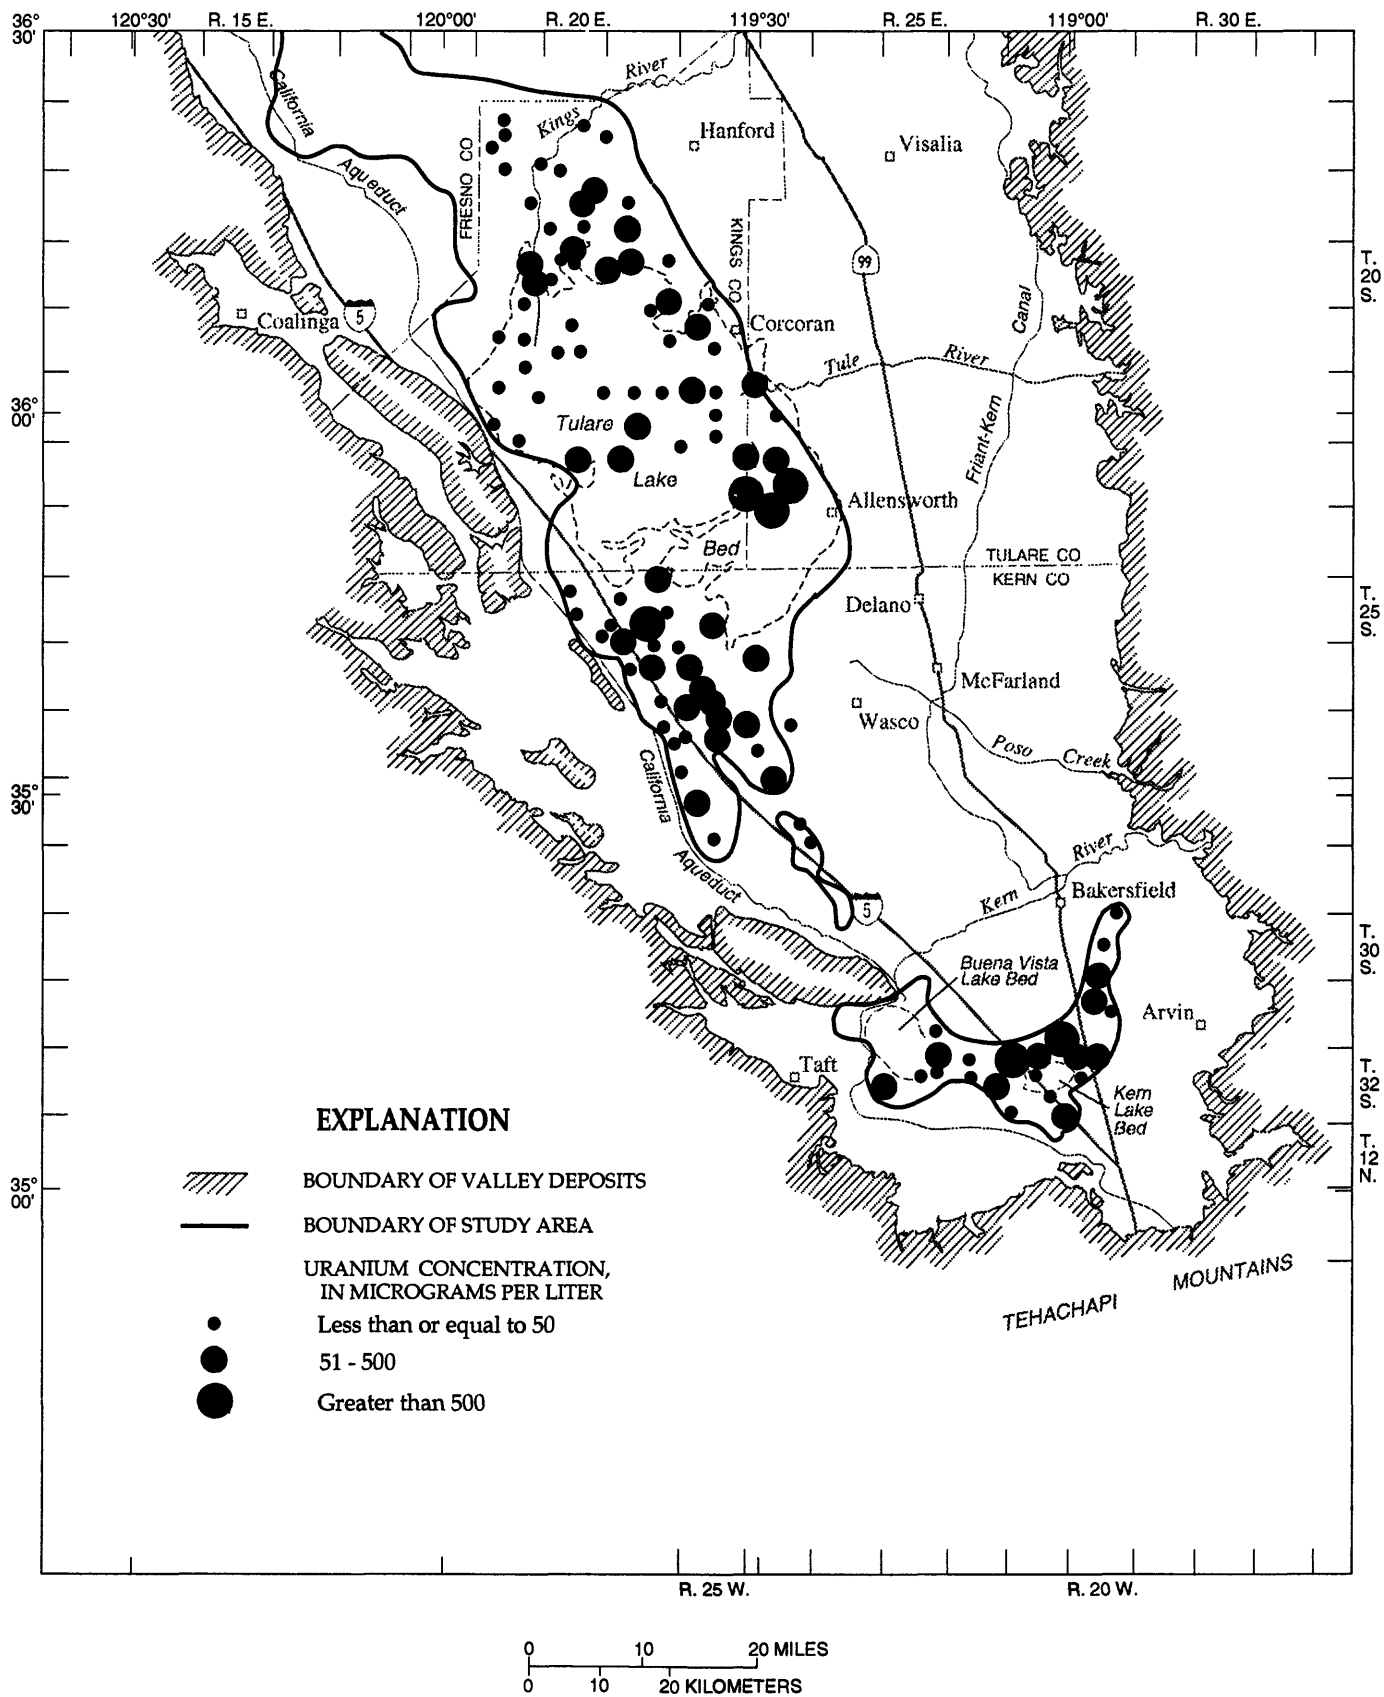 36°
30'
120°30'
R. 15 E.
120°00'
R. 20 E.
119°30'
R. 25 E.
119°00'
R. 30 E.
California
Aqueduct
FRESNO CO
Kings
River
Hanford
Visalia
KINGS CO
99
T.
20
S.
Coalinga
5
Corcoran
Canal
Tule
River
36°
00'
Tulare
Lake
Friant-Kern
Allensworth
Bed
TULARE CO
KERN CO
Delano
T.
25
S.
McFarland
Wasco
Poso
Creek
35°
30'
California
Aqueduct
River
Kern
Bakersfield
5
T.
30
S.
Buena Vista
Lake Bed
Arvin
Taft
T.
32
S.
Kern
Lake
Bed
T.
12
N.
35°
00'
EXPLANATION
BOUNDARY OF VALLEY DEPOSITS
BOUNDARY OF STUDY AREA
URANIUM CONCENTRATION,
IN MICROGRAMS PER LITER
Less than or equal to 50
51 - 500
Greater than 500
TEHACHAPI MOUNTAINS
R. 25 W.
R. 20 W.
0 10 20 MILES
0 10 20 KILOMETERS